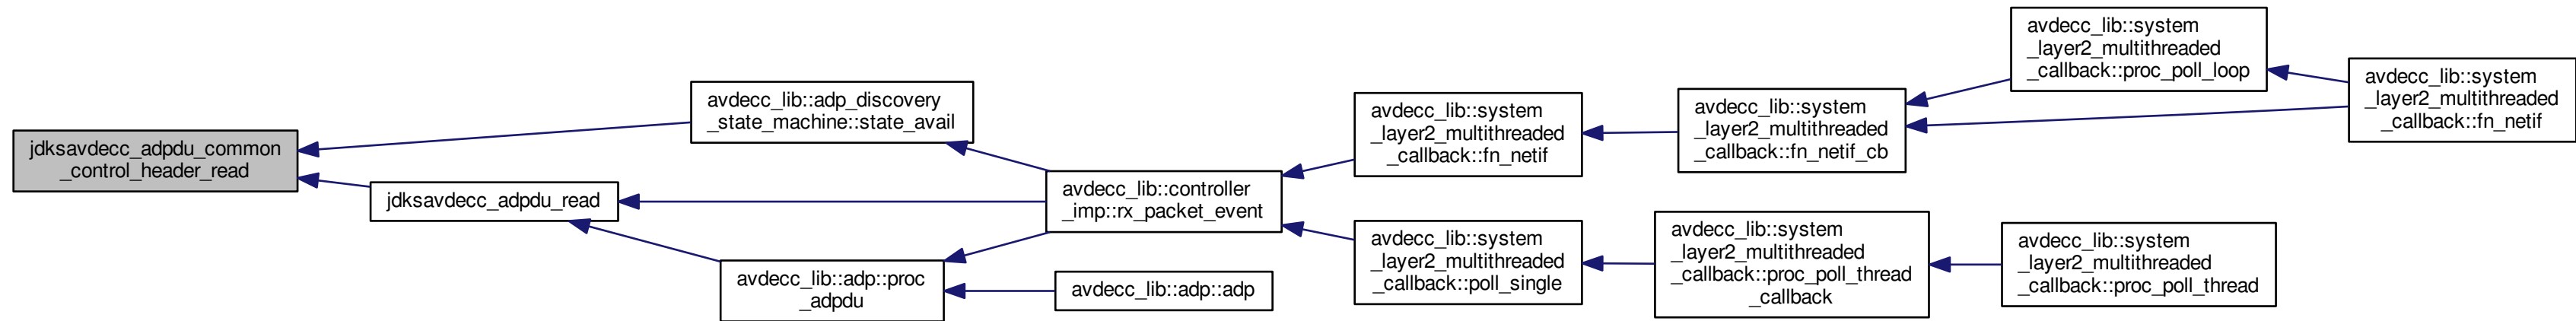 jdksavdecc_adpdu_common
_control_header_read
avdecc_lib::adp_discovery
_state_machine::state_avail
jdksavdecc_adpdu_read
avdecc_lib::adp::proc
_adpdu
avdecc_lib::controller
_imp::rx_packet_event
avdecc_lib::adp::adp
avdecc_lib::system
_layer2_multithreaded
_callback::fn_netif
avdecc_lib::system
_layer2_multithreaded
_callback::poll_single
avdecc_lib::system
_layer2_multithreaded
_callback::fn_netif_cb
avdecc_lib::system
_layer2_multithreaded
_callback::proc_poll_thread
_callback
avdecc_lib::system
_layer2_multithreaded
_callback::proc_poll_loop
avdecc_lib::system
_layer2_multithreaded
_callback::proc_poll_thread
avdecc_lib::system
_layer2_multithreaded
_callback::fn_netif